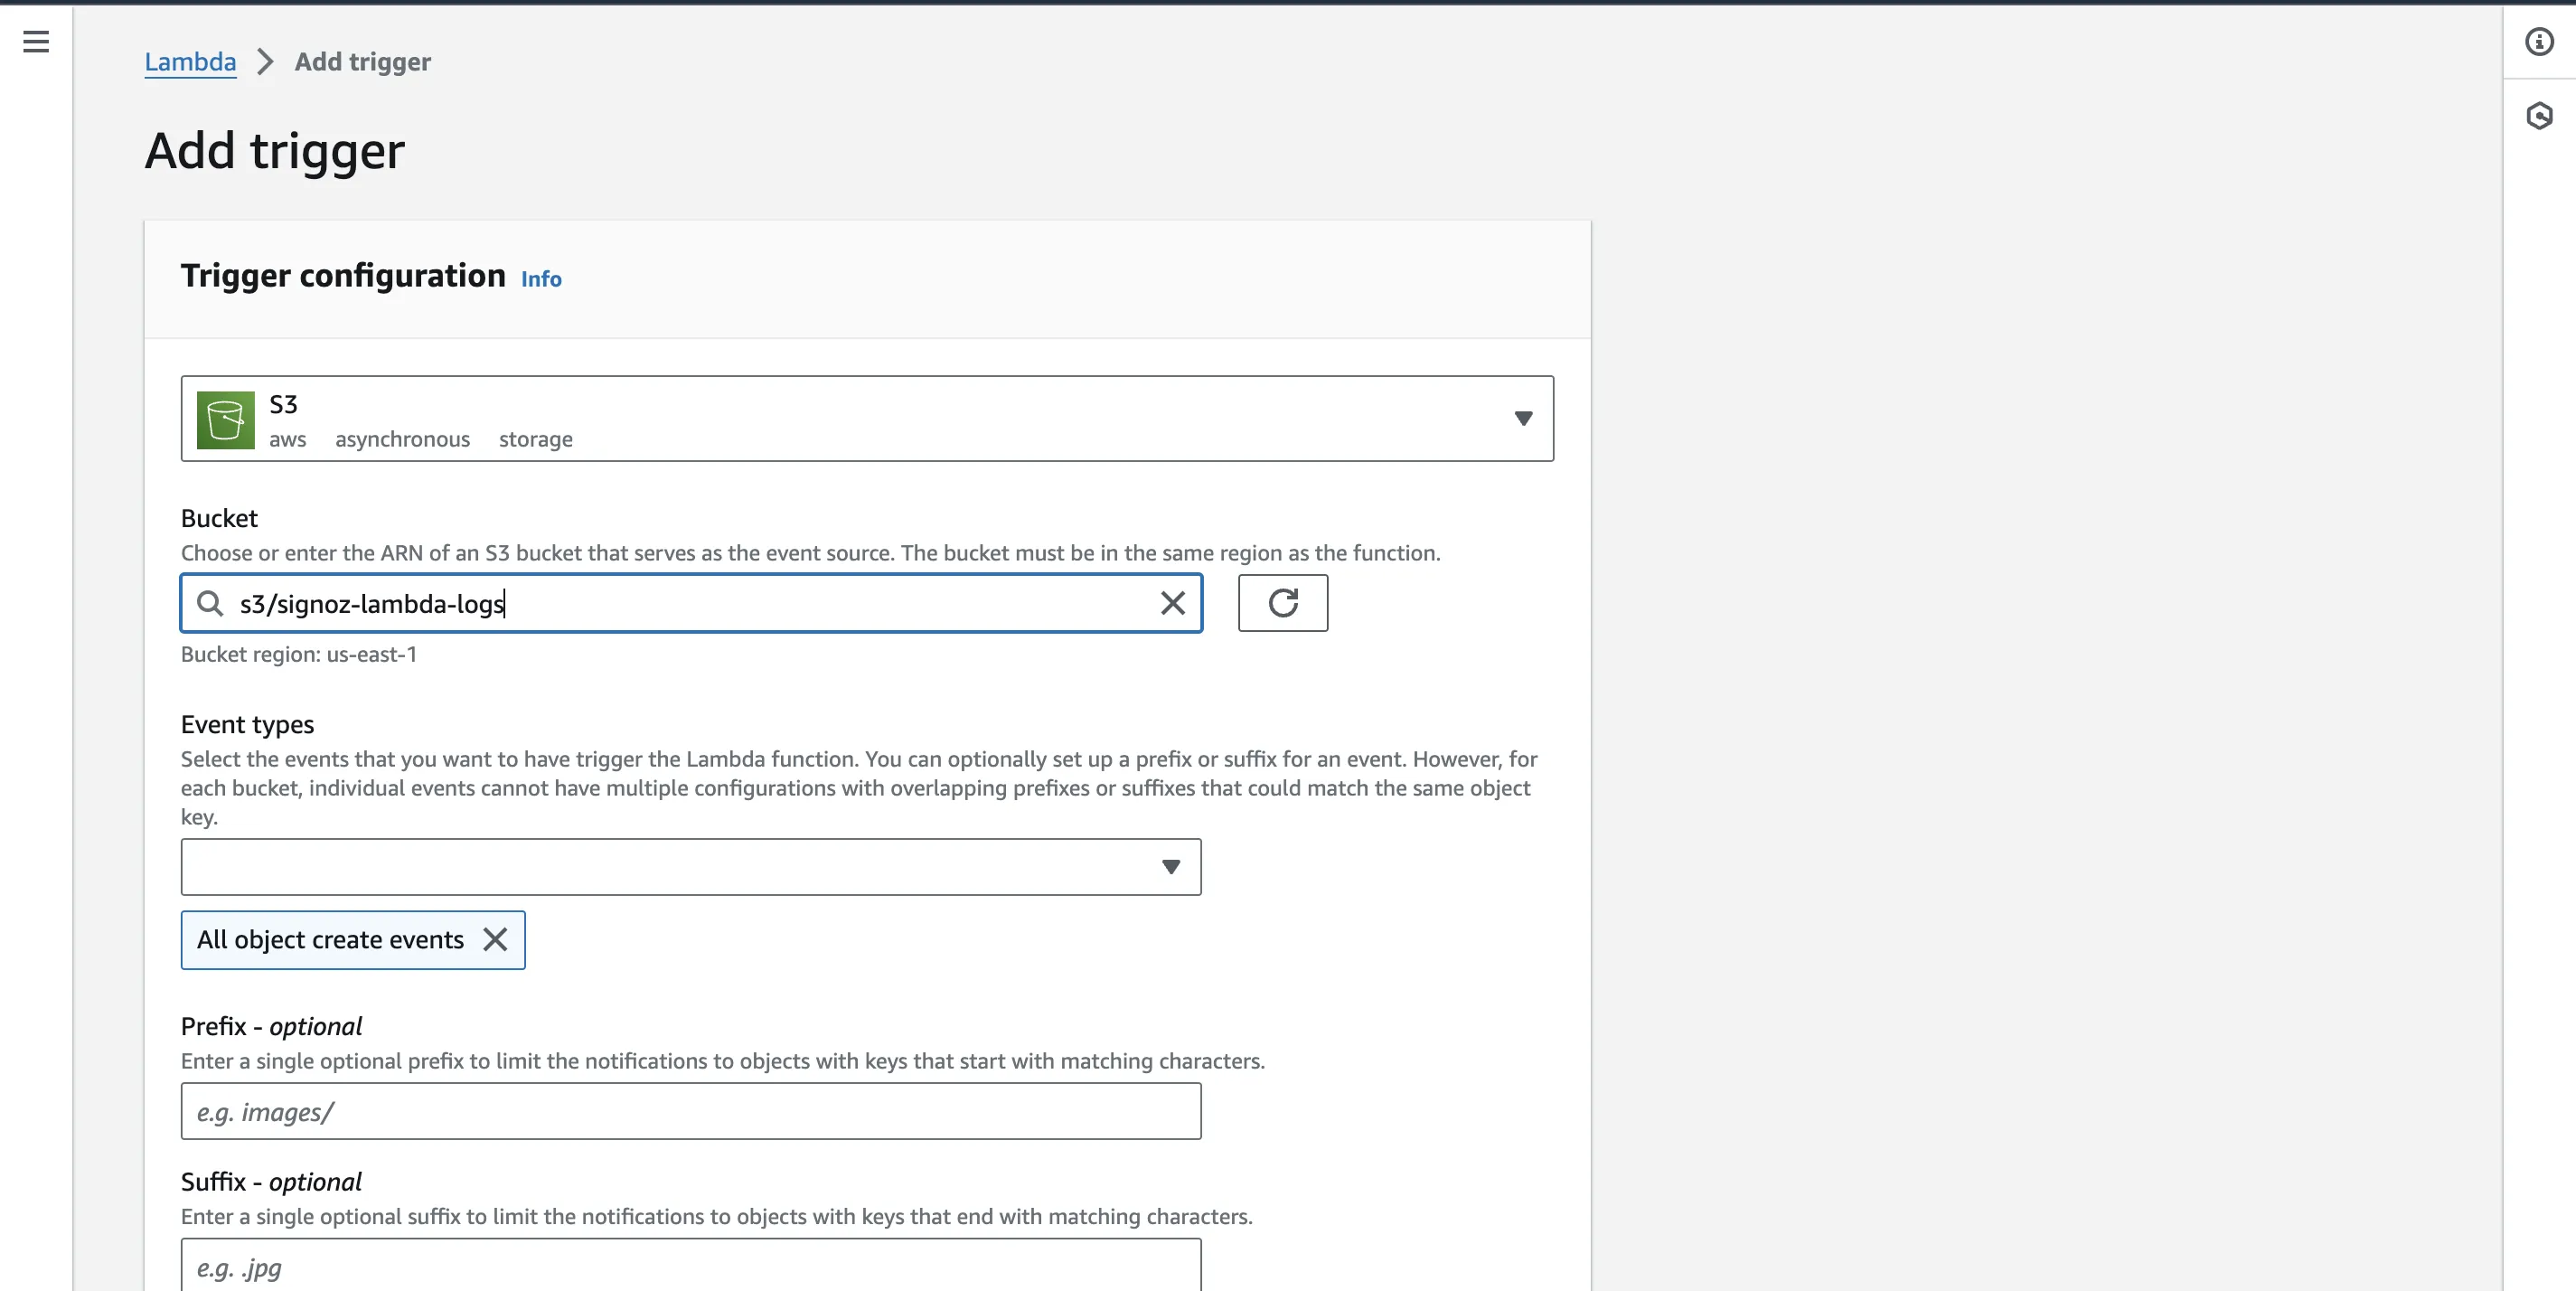 Lambda > Add trigger
Add trigger
Trigger configuration Info
S3
aws asynchronous storage
Bucket
Choose or enter the ARN of an S3 bucket that serves as the event source. The bucket must be in the same region as the function.
s3/signoz-lambda-logs
Bucket region: us-east-1
Event types
Select the events that you want to have trigger the Lambda function. You can optionally set up a prefix or suffix for an event. However, for
each bucket, individual events cannot have multiple configurations with overlapping prefixes or suffixes that could match the same object
key.
All object create events
Prefix - optional
Enter a single optional prefix to limit the notifications to objects with keys that start with matching characters.
e.g. images/
Suffix - optional
Enter a single optional suffix to limit the notifications to objects with keys that end with matching characters.
e.g. .jpg